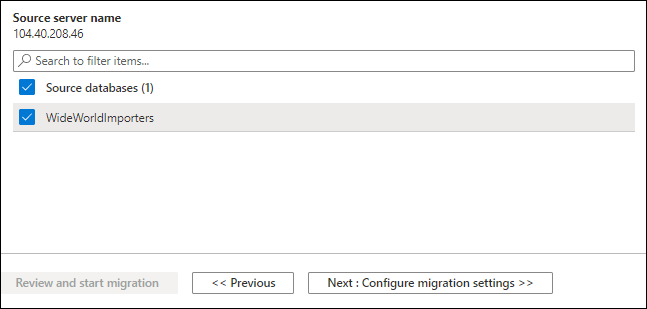 Source server name
104.40.208.46
Search to filter items...
Source databases (1)
WideWorldImporters
Review and start migration
<< Previous
Next : Configure migration settings >>